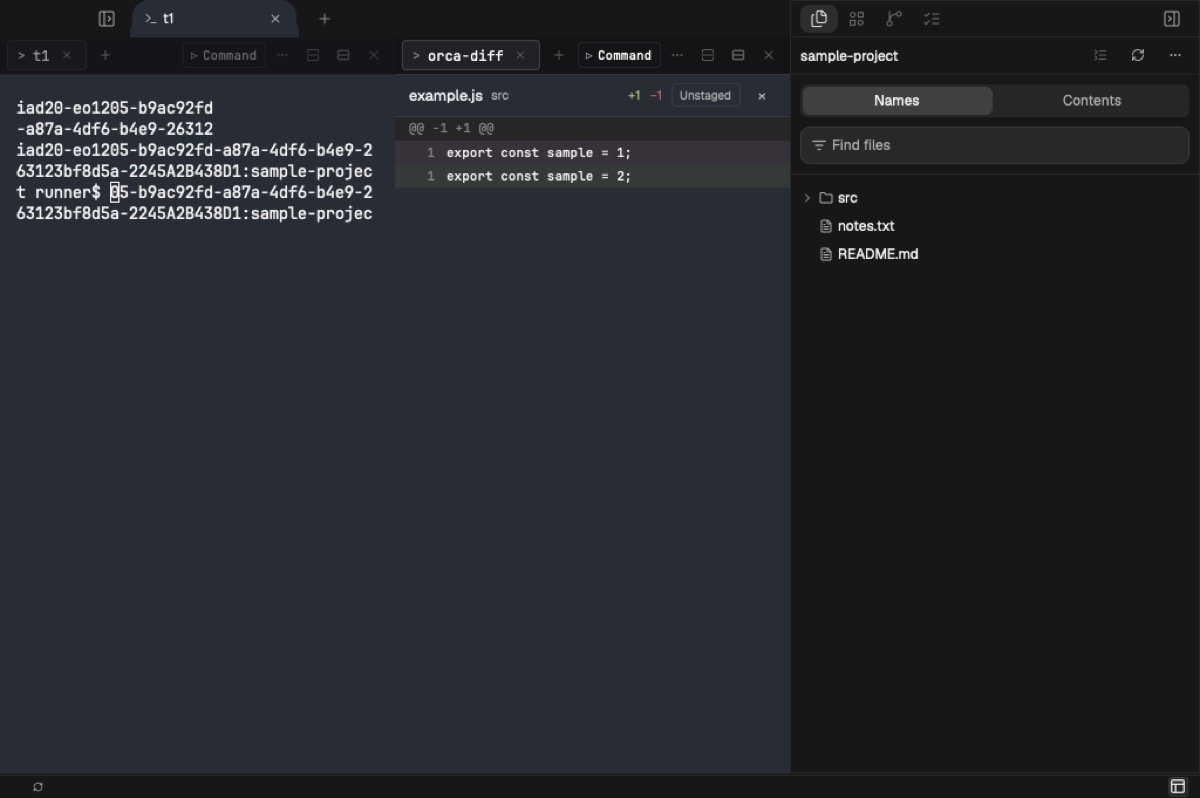 >_ t1
> t1
Command
> orca-diff
Command
sample-project
iad20-eo1205-b9ac92fd
-a87a-4df6-b4e9-26312
iad20-eo1205-b9ac92fd-a87a-4df6-b4e9-2
63123bf8d5a-2245A2B438D1:sample-projec
t runner$ 05-b9ac92fd-a87a-4df6-b4e9-2
63123bf8d5a-2245A2B438D1:sample-projec
example.js src +1 −1 Unstaged
@@ -1 +1 @@
1 export const sample = 1;
1 export const sample = 2;
Names
Contents
Find files
src
notes.txt
README.md